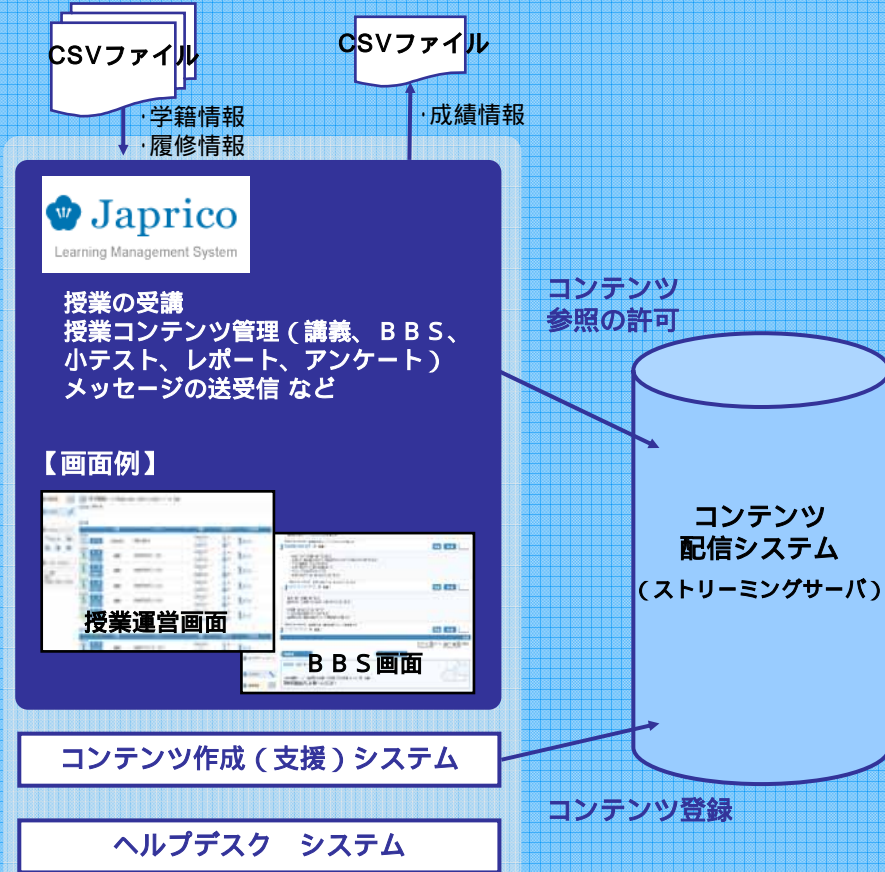 CSVファイル
CSVファイル
・学籍情報
・履修情報
・成績情報
Japrico
Learning Management System
授業の受講
授業コンテンツ管理（講義、ＢＢＳ、
小テスト、レポート、アンケート）
メッセージの送受信 など
【画面例】
授業運営画面
ＢＢＳ画面
コンテンツ
参照の許可
コンテンツ
配信システム
（ストリーミングサーバ）
コンテンツ作成（支援）システム
コンテンツ登録
ヘルプデスク　システム